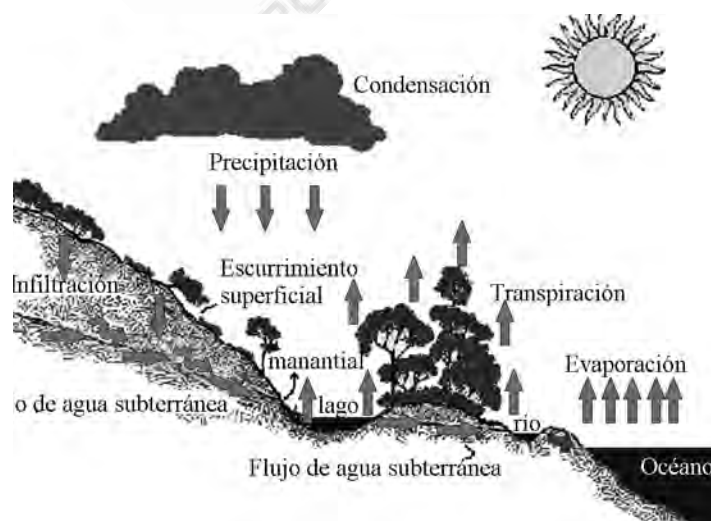 Condensación
Precipitación
Escurrimiento
superficial
Infiltración
Transpiración
manantial
Evaporación
o de agua subterránea
lago
río
Flujo de agua subterránea
Océano